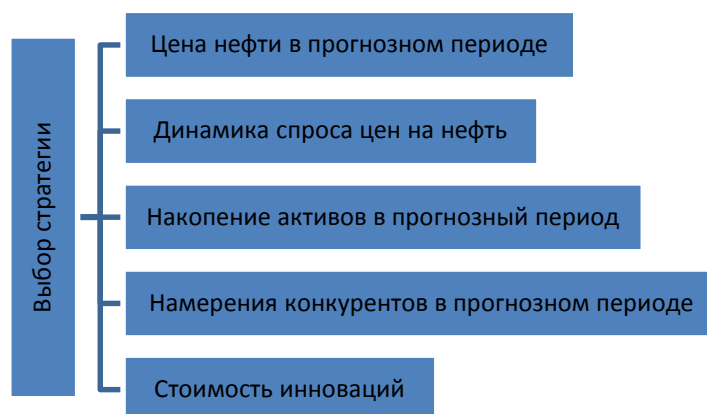 Выбор стратегии
Цена нефти в прогнозном периоде
Динамика спроса цен на нефть
Накопение активов в прогнозный период
Намерения конкурентов в прогнозном периоде
Стоимость инноваций